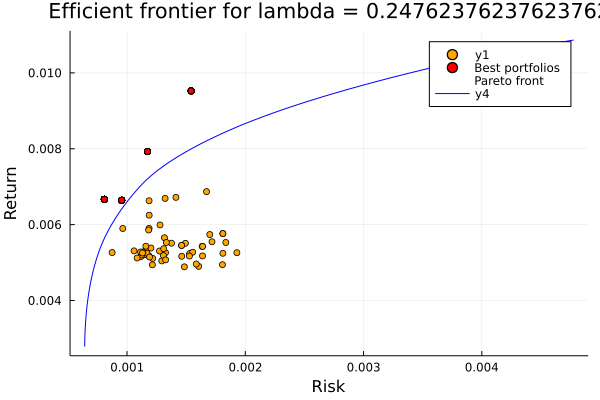 Efficient frontier for lambda = 0.2476237623762376
y1
Best portfolios
Pareto front
y4
0.010
0.008
0.006
0.004
Return
0.001
0.002
0.003
0.004
Risk